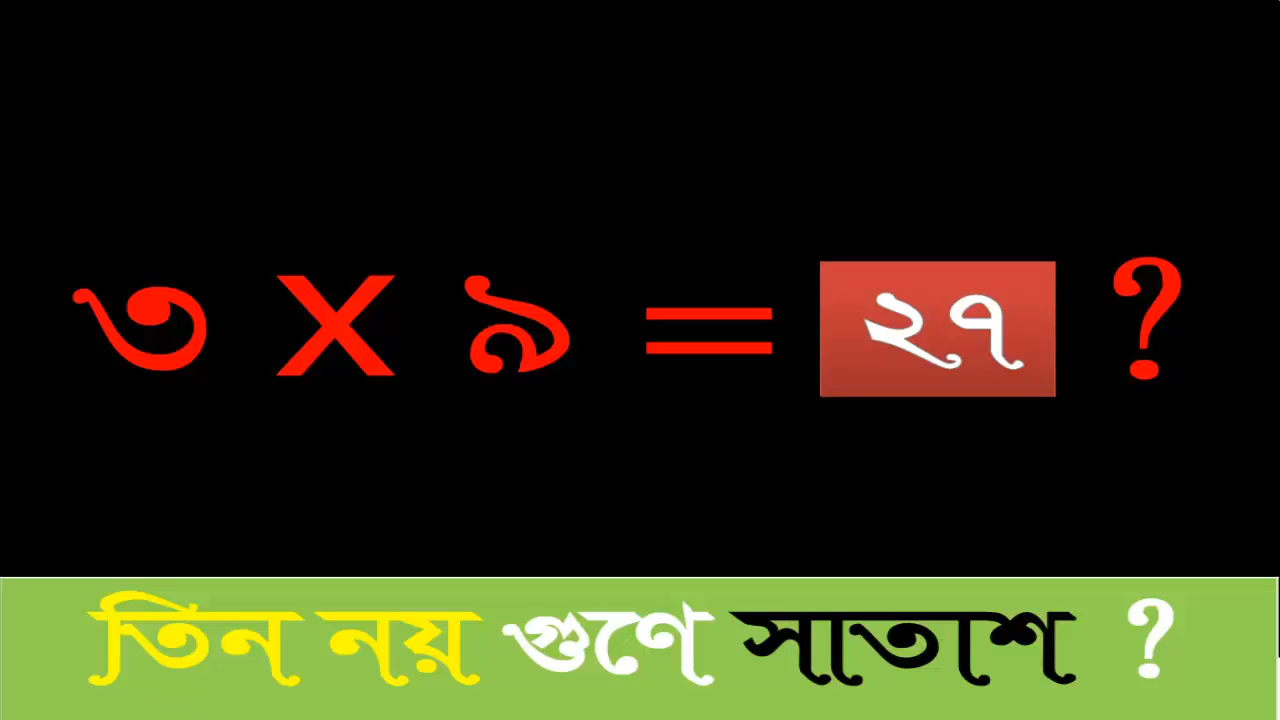 ৩ X ৯ = ২৭ ?
তিন নয় গুণে সাতাশ ?